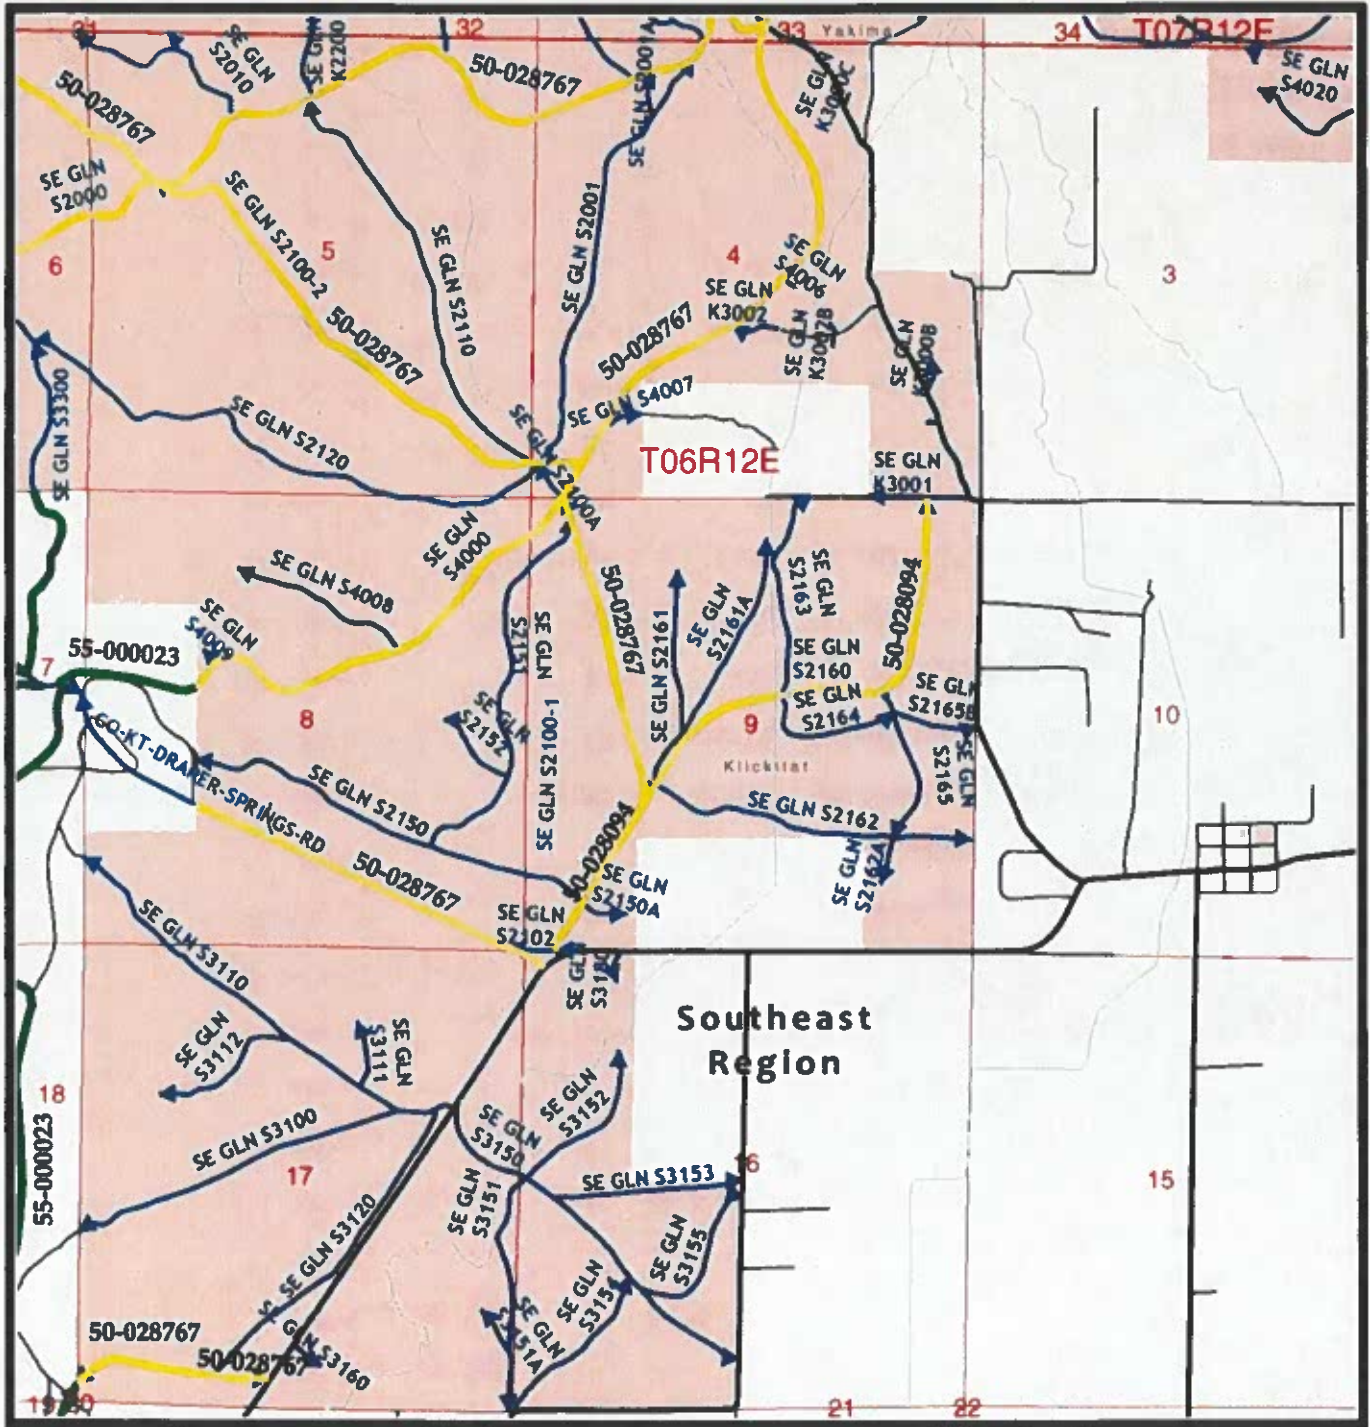 31
32
33
Yakima
34
T07R12E
SE GLN
S2010
SE GLN
K2200
50-028767
SE GLN S2001A
SE GLN
SE GLN
S4020
50-028767
SE GLN
S2000
SE GLN S2100-2
5
SE GLN S2110
SE GLN S2001
4
SE GLN
S4006
3
6
SE GLN
K3002
SE GLN
K3002B
SE GLN
50-028767
50-028767
SE GLN S3300
SE GLN S2120
SE GLN S4007
SE GLN S2100A
T06R12E
SE GLN
K3001
SE GLN
S4000
SE GLN S4008
SE GLN
S4009
55-000023
7
8
SE GLN
S2151
SE GLN
S2152
SE GLN S2100-1
50-028767
SE GLN S2161
SE GLN
S2161A
SE GLN
S2163
SE GLN
S2160
SE GLN
S2164
50-028094
SE GLN
S2165B
SE GLN
S2165
9
10
Klickitat
CO-KT-DRAPER-SPRINGS-RD
SE GLN S2150
SE GLN S2162
SE GLN
S2162A
50-028767
50-028094
SE GLN
S2150A
SE GLN
S2102
SE GLN
SE GLN S3110
Southeast
Region
SE GLN
S3112
SE GLN
S3111
18
SE GLN S3100
SE GLN
S3150
SE GLN
S3152
55-000023
17
SE GLN
S3151
SE GLN S3153
16
15
SE GLN S3120
SE GLN
S3154
SE GLN
S3155
SE GLN
S3151A
50-028767
50-028767
GLN S3160
19
21
22